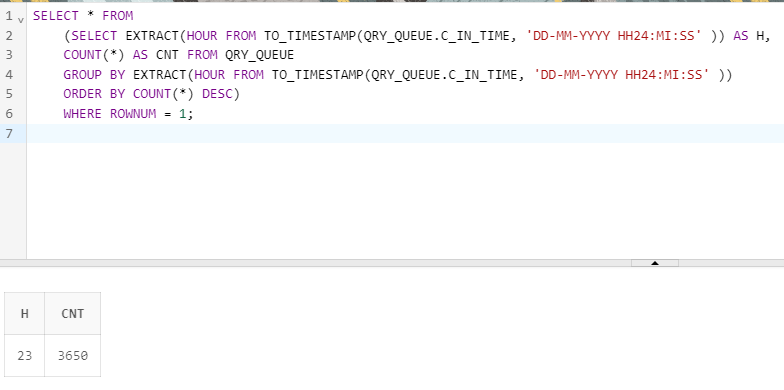 1 SELECT * FROM
2 (SELECT EXTRACT(HOUR FROM TO_TIMESTAMP(QRY_QUEUE.C_IN_TIME, 'DD-MM-YYYY HH24:MI:SS' )) AS H,
3 COUNT(*) AS CNT FROM QRY_QUEUE
4 GROUP BY EXTRACT(HOUR FROM TO_TIMESTAMP(QRY_QUEUE.C_IN_TIME, 'DD-MM-YYYY HH24:MI:SS' ))
5 ORDER BY COUNT(*) DESC)
6 WHERE ROWNUM = 1;
7
H CNT
23 3650